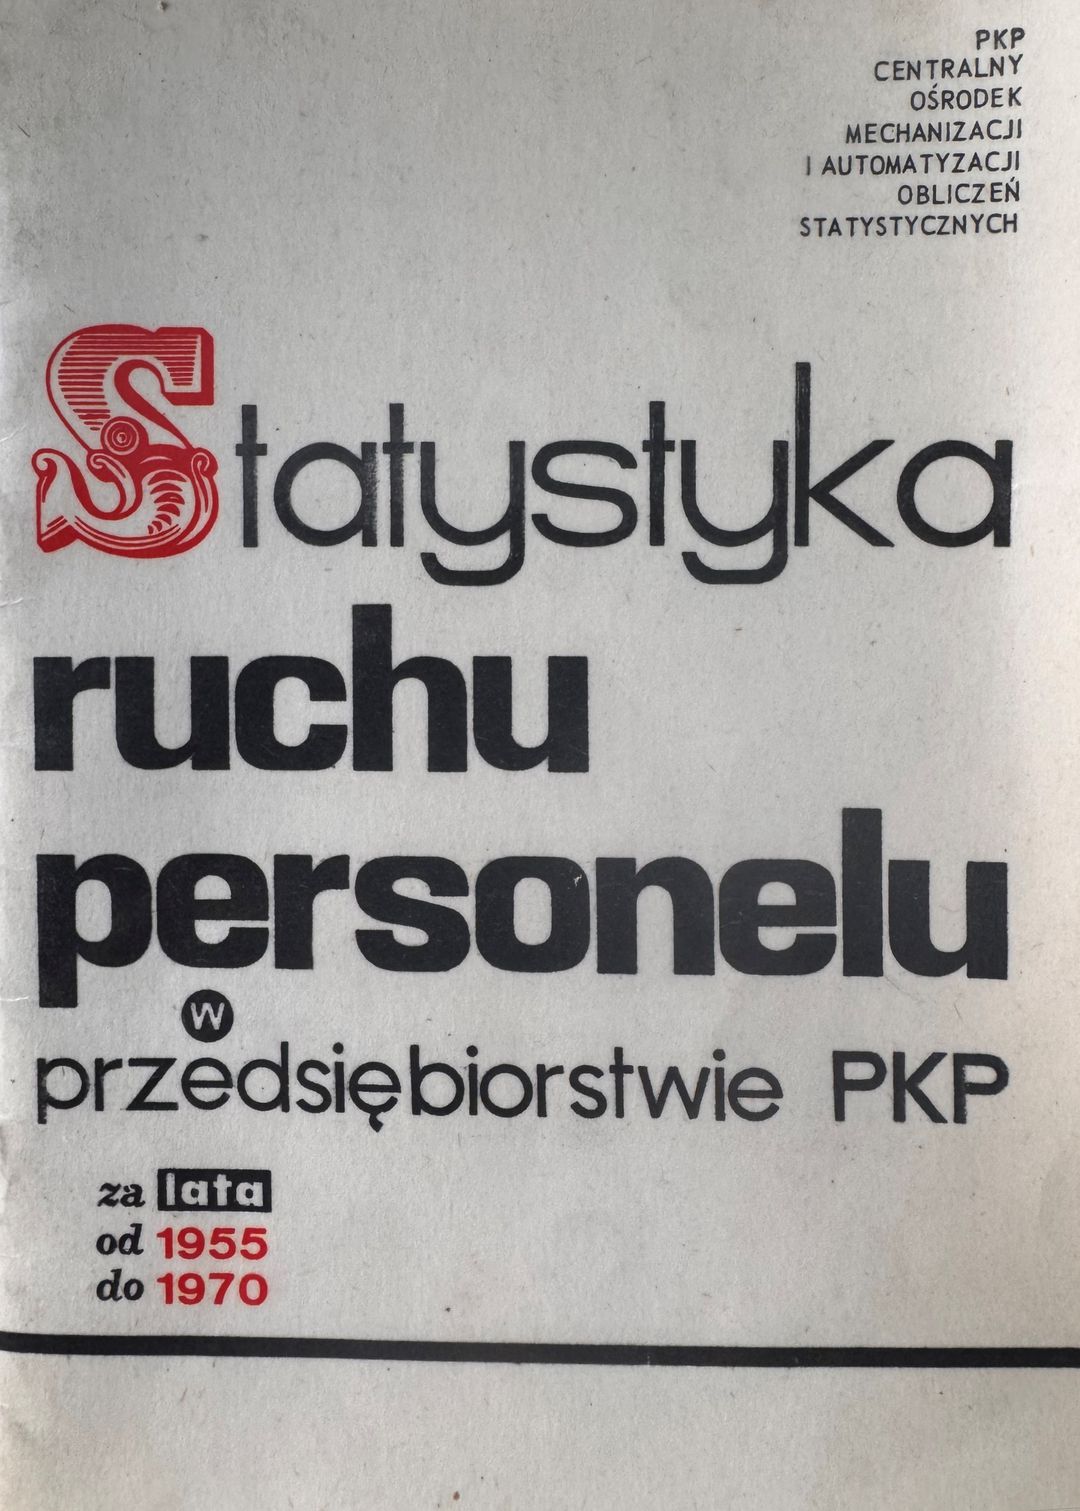 PKP
CENTRALNY
OŚRODEK
MECHANIZACJI
I AUTOMATYZACJI
OBLICZEŃ
STATYSTYCZNYCH
Statystyka
ruchu
personelu
w
przedsiębiorstwie PKP
za lata
od 1955
do 1970